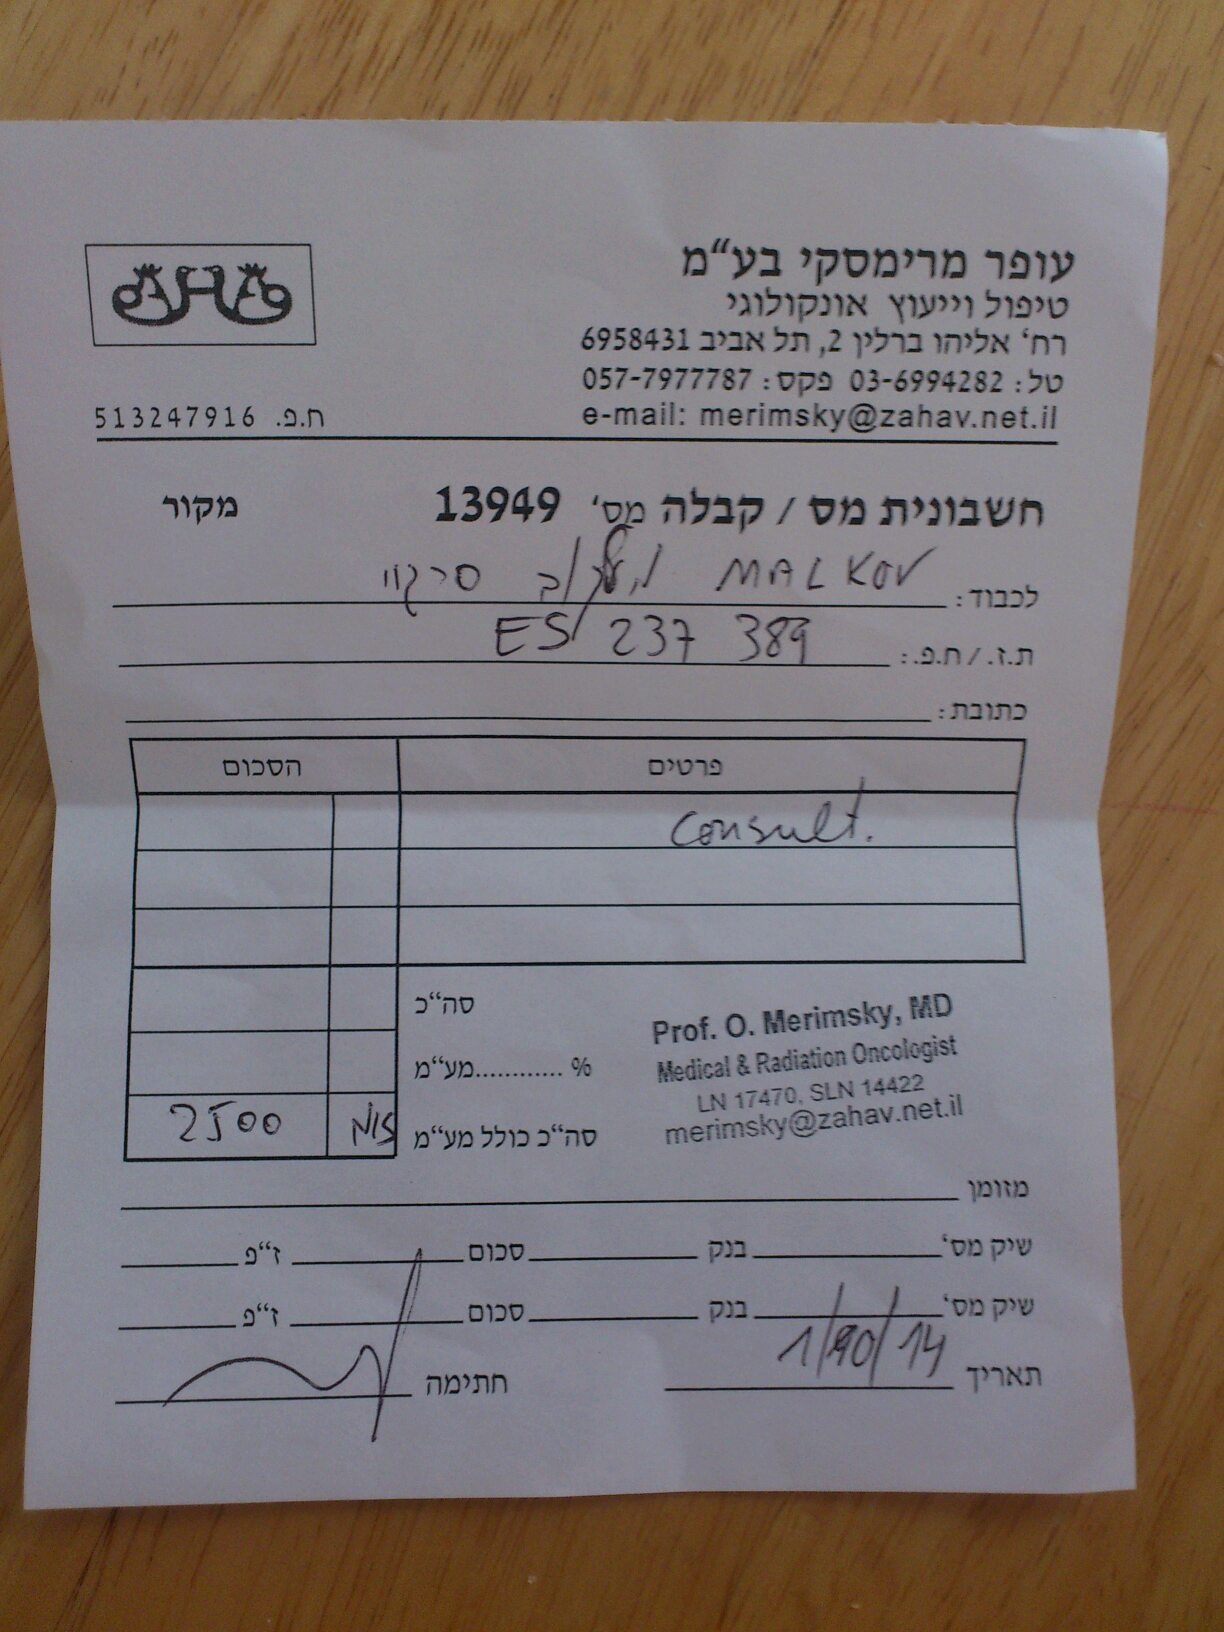 עופר מרימסקי בע"מ
טיפול וייעוץ אונקולוגי
רח' אליהו ברלין 2, תל אביב 6958431
טל: 03-6994282 פקס: 057-7977787
e-mail: merimsky@zahav.net.il
ח.פ. 513247916
חשבונית מס / קבלה מס' 13949 מקור
לכבוד: MALKOV
ת.ז. / ח.פ.: ES 237 389
כתובת:
פרטים הסכום
consult.
סה"כ
% ............מע"מ
סה"כ כולל מע"מ 2500
Prof. O. Merimsky, MD
Medical & Radiation Oncologist
LN 17470, SLN 14422
merimsky@zahav.net.il
מזומן
שיק מס' בנק סכום ז"פ
שיק מס' בנק סכום ז"פ
תאריך חתימה